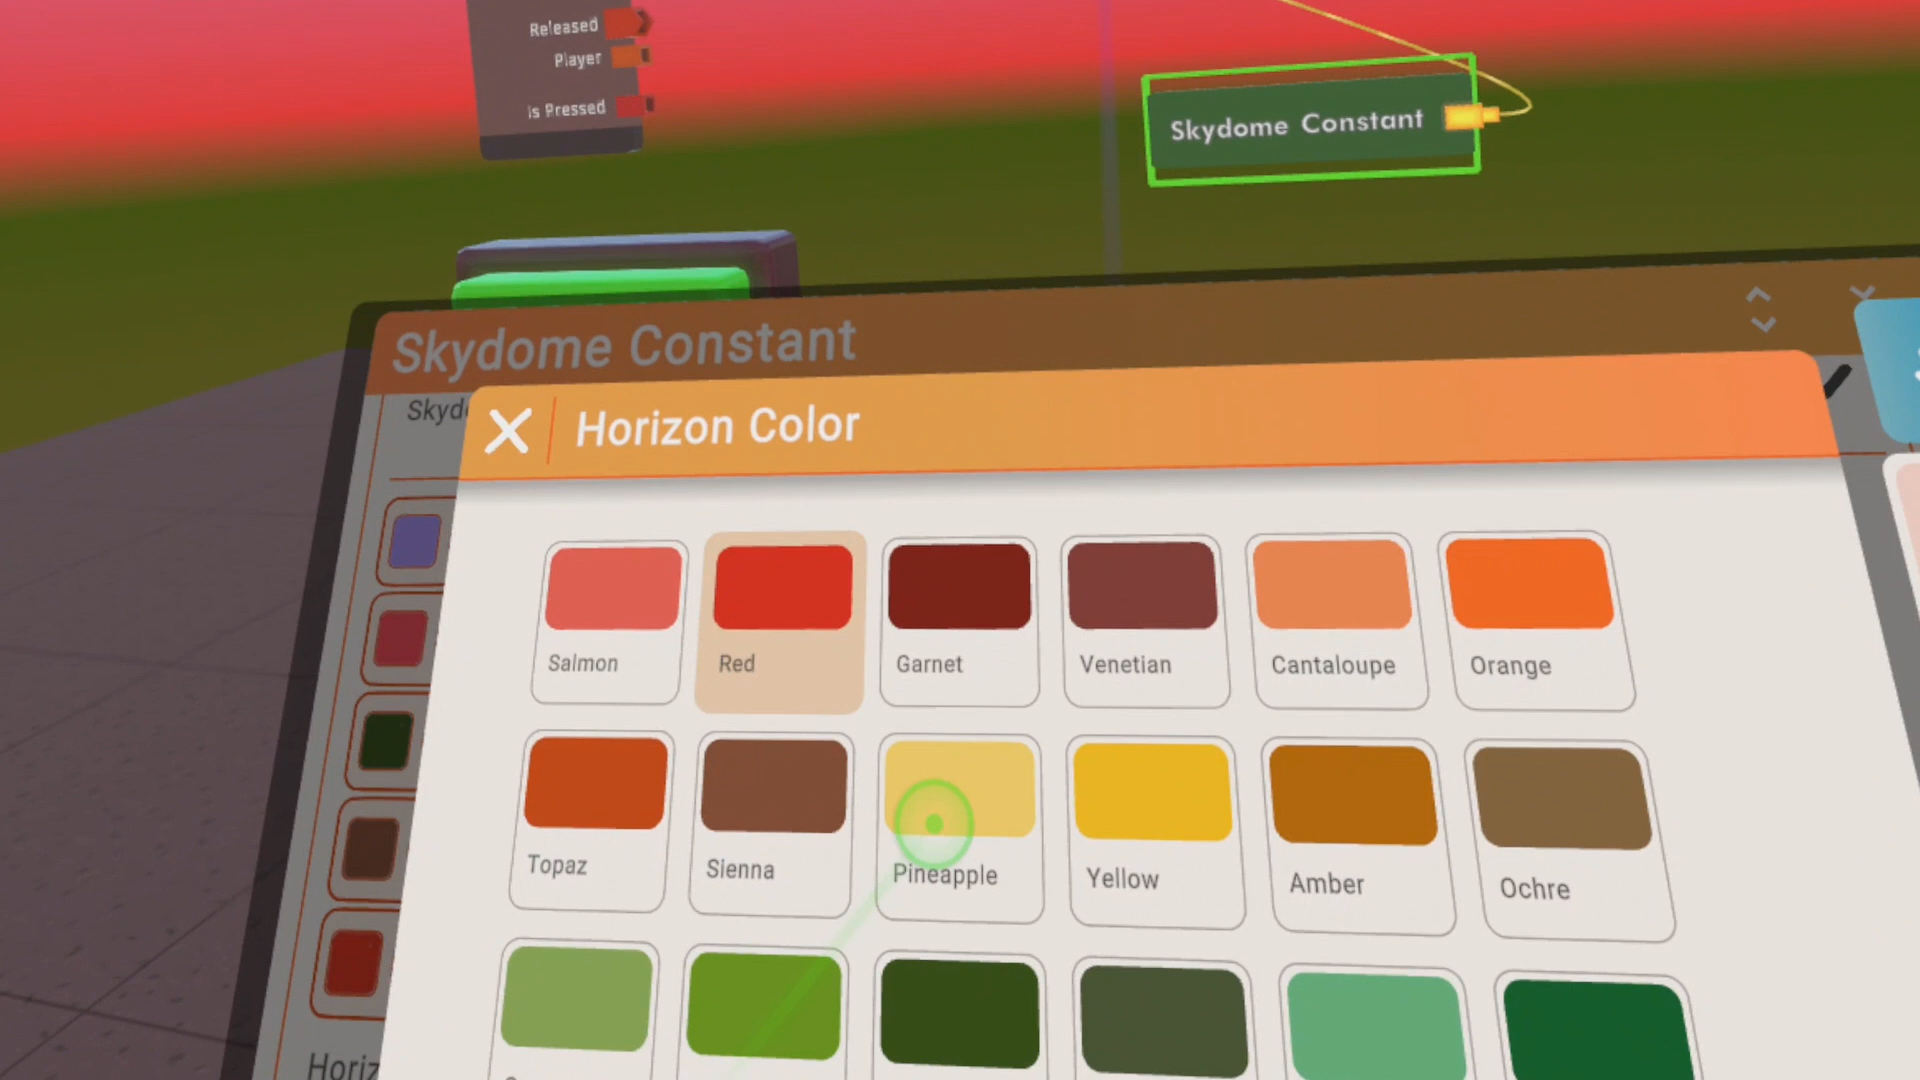 Released
Player
Is Pressed
Skydome Constant
Skydome Constant
Horizon Color
Salmon
Red
Garnet
Venetian
Cantaloupe
Orange
Topaz
Sienna
Pineapple
Yellow
Amber
Ochre